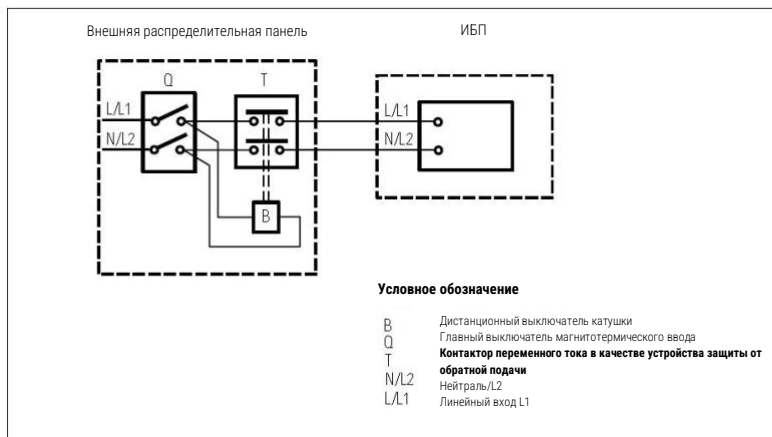 Внешняя распределительная панель
ИБП
Q
T
L/L1
N/L2
B
L/L1
N/L2
Условное обозначение
B Дистанционный выключатель катушки
Q Главный выключатель магнитотермического ввода
T Контактор переменного тока в качестве устройства защиты от
обратной подачи
N/L2 Нейтраль/L2
L/L1 Линейный вход L1